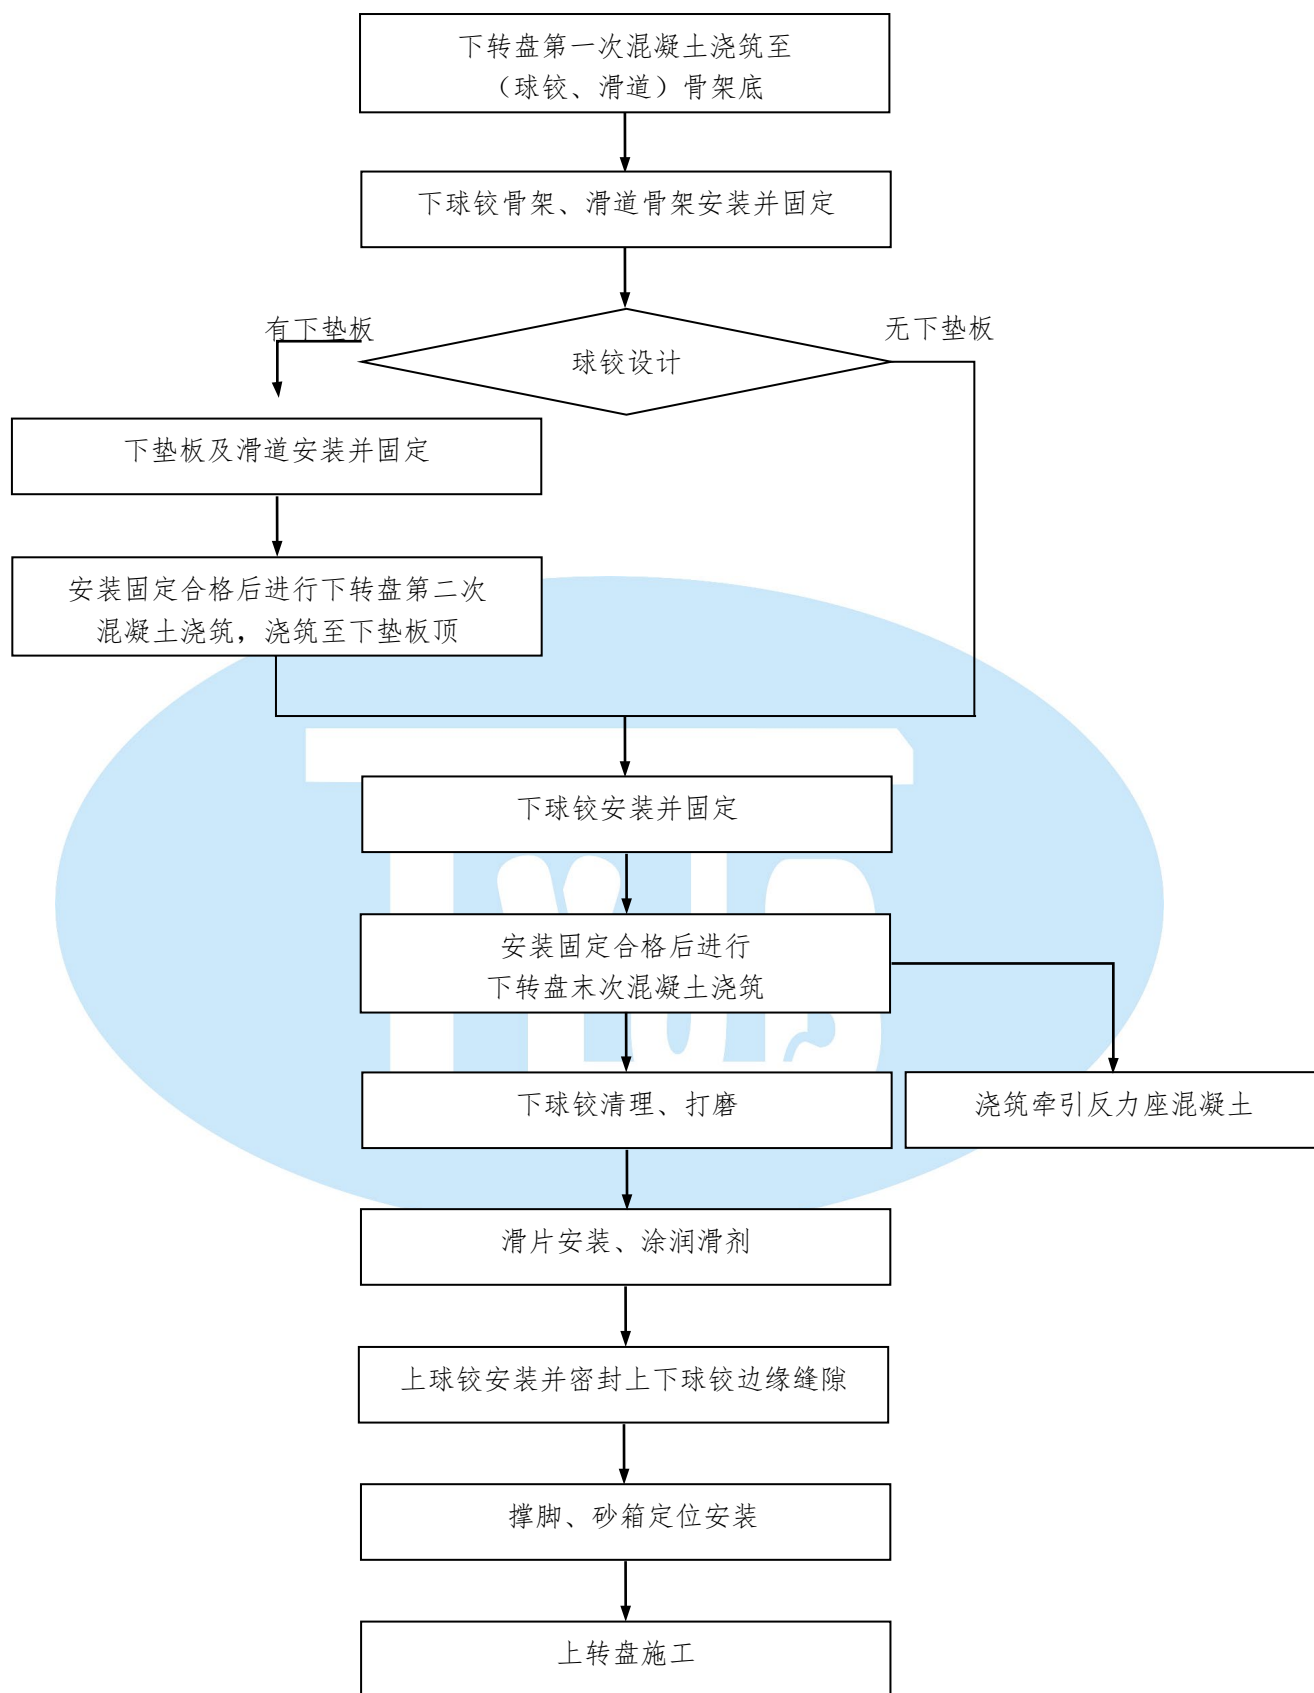 下转盘第一次混凝土浇筑至
（球铰、滑道）骨架底
下球铰骨架、滑道骨架安装并固定
有下垫板
无下垫板
球铰设计
下垫板及滑道安装并固定
安装固定合格后进行下转盘第二次
混凝土浇筑，浇筑至下垫板顶
下球铰安装并固定
安装固定合格后进行
下转盘末次混凝土浇筑
下球铰清理、打磨
浇筑牵引反力座混凝土
滑片安装、涂润滑剂
上球铰安装并密封上下球铰边缘缝隙
撑脚、砂箱定位安装
上转盘施工